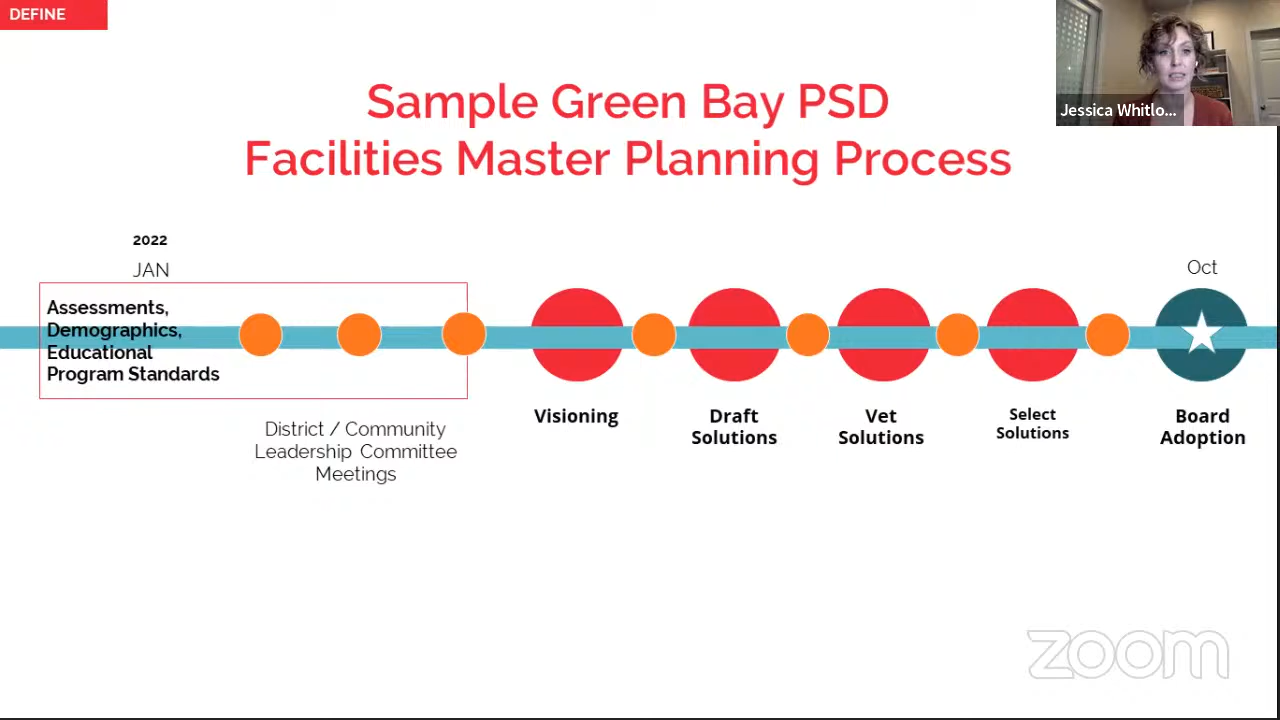 DEFINE
Jessica Whitlo...
Sample Green Bay PSD
Facilities Master Planning Process
2022
JAN
Oct
Assessments,
Demographics,
Educational
Program Standards
District / Community
Leadership Committee
Meetings
Visioning
Draft
Solutions
Vet
Solutions
Select
Solutions
Board
Adoption
zoom